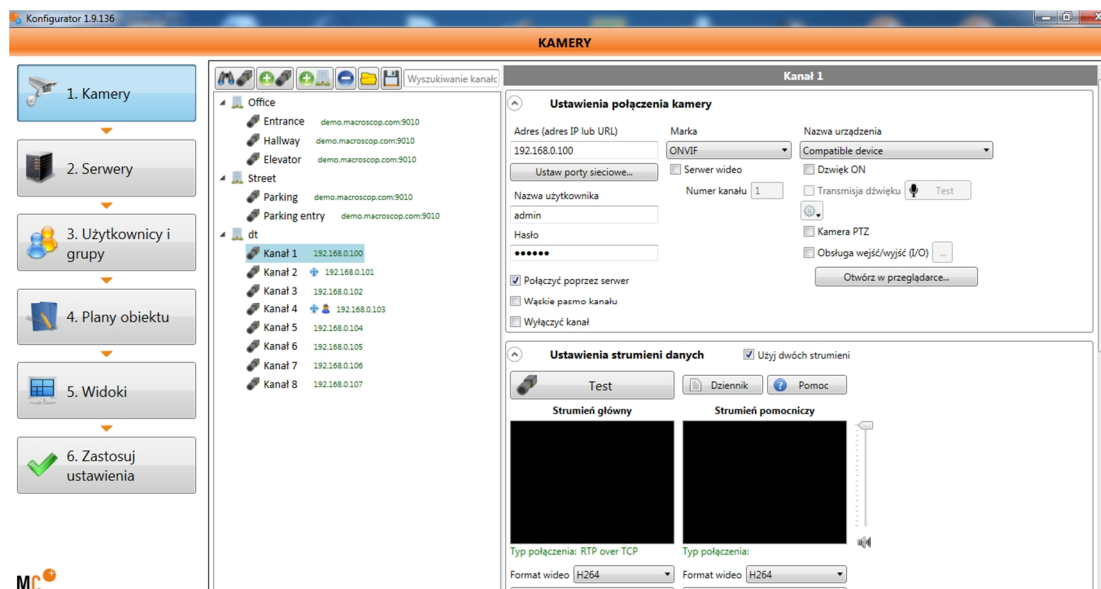 Konfigurator 1.9.136
KAMERY
1. Kamery
2. Serwery
3. Użytkownicy i
grupy
4. Plany obiektu
5. Widoki
6. Zastosuj
ustawienia
MC
Wyszukiwanie kanałc
Office
Entrance demo.macroscop.com:9010
Hallway demo.macroscop.com:9010
Elevator demo.macroscop.com:9010
Street
Parking demo.macroscop.com:9010
Parking entry demo.macroscop.com:9010
dt
Kanał 1 192.168.0.100
Kanał 2 192.168.0.101
Kanał 3 192.168.0.102
Kanał 4 192.168.0.103
Kanał 5 192.168.0.104
Kanał 6 192.168.0.105
Kanał 7 192.168.0.106
Kanał 8 192.168.0.107
Kanał 1
Ustawienia połączenia kamery
Adres (adres IP lub URL) Marka Nazwa urządzenia
192.168.0.100 ONVIF Compatible device
Ustaw porty sieciowe... Serwer wideo Dzwięk ON
Numer kanału 1 Transmisja dźwięku Test
Nazwa użytkownika
admin
Hasło Kamera PTZ
●●●●●● Obsługa wejść/wyjść (I/O) ...
Połączyć poprzez serwer Otwórz w przeglądarce...
Wąskie pasmo kanału
Wyłączyć kanał
Ustawienia strumieni danych Użyj dwóch strumieni
Test Dziennik Pomoc
Strumień główny Strumień pomocniczy
Typ połączenia: RTP over TCP Typ połączenia:
Format wideo H264 Format wideo H264